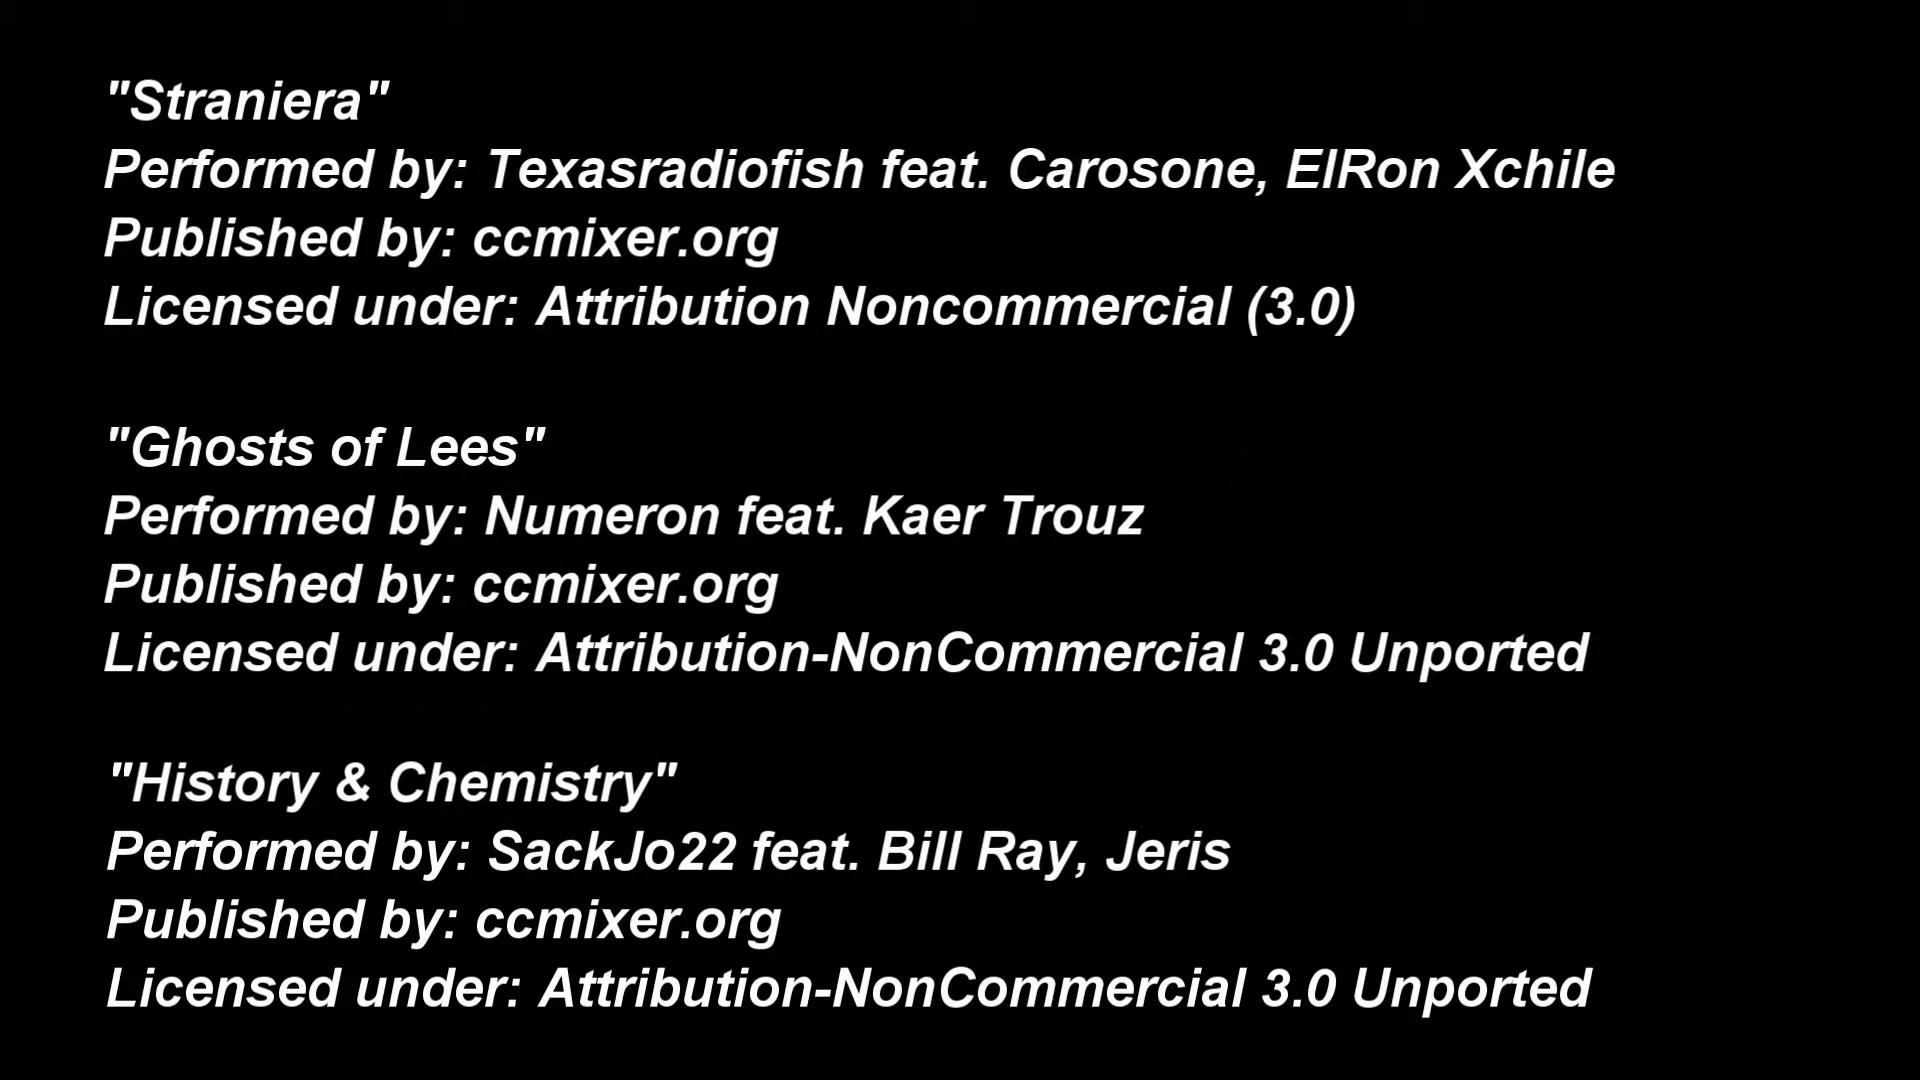 "Straniera"
Performed by: Texasradiofish feat. Carosone, ElRon Xchile
Published by: ccmixer.org
Licensed under: Attribution Noncommercial (3.0)
"Ghosts of Lees"
Performed by: Numeron feat. Kaer Trouz
Published by: ccmixer.org
Licensed under: Attribution-NonCommercial 3.0 Unported
"History & Chemistry"
Performed by: SackJo22 feat. Bill Ray, Jeris
Published by: ccmixer.org
Licensed under: Attribution-NonCommercial 3.0 Unported